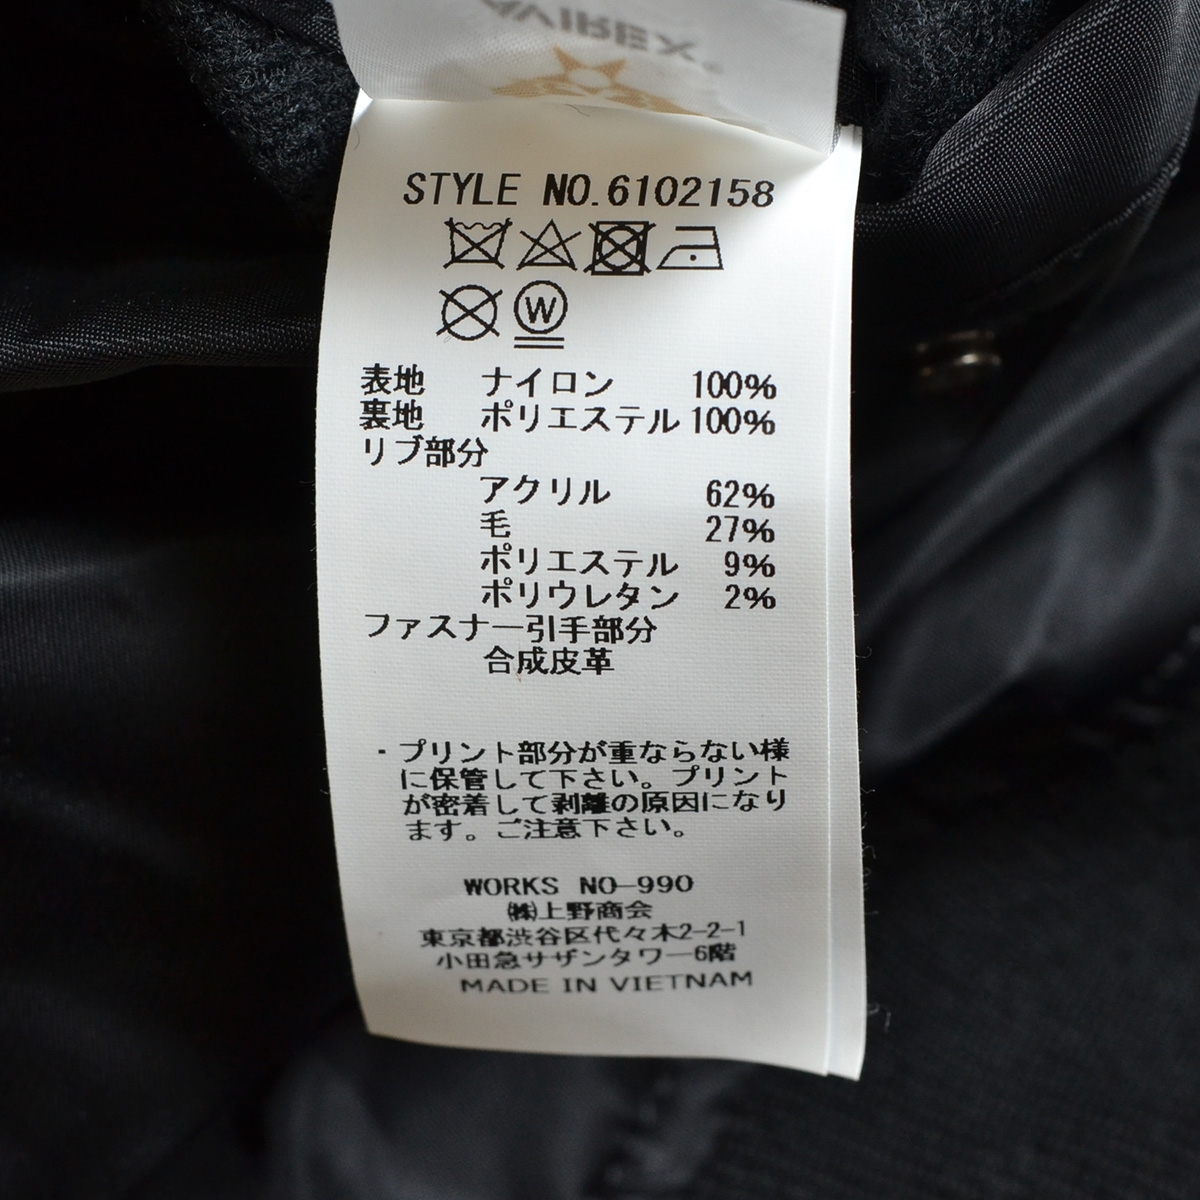 AVIREX
STYLE NO.6102158
W
表地 ナイロン 100%
裏地 ポリエステル 100%
リブ部分
アクリル 62%
毛 27%
ポリエステル 9%
ポリウレタン 2%
ファスナー引手部分
合成皮革
・プリント部分が重ならない様
に保管して下さい。プリント
が密着して剥離の原因になり
ます。ご注意下さい。
WORKS NO-990
㈱上野商会
東京都渋谷区代々木2-2-1
小田急サザンタワー6階
MADE IN VIETNAM